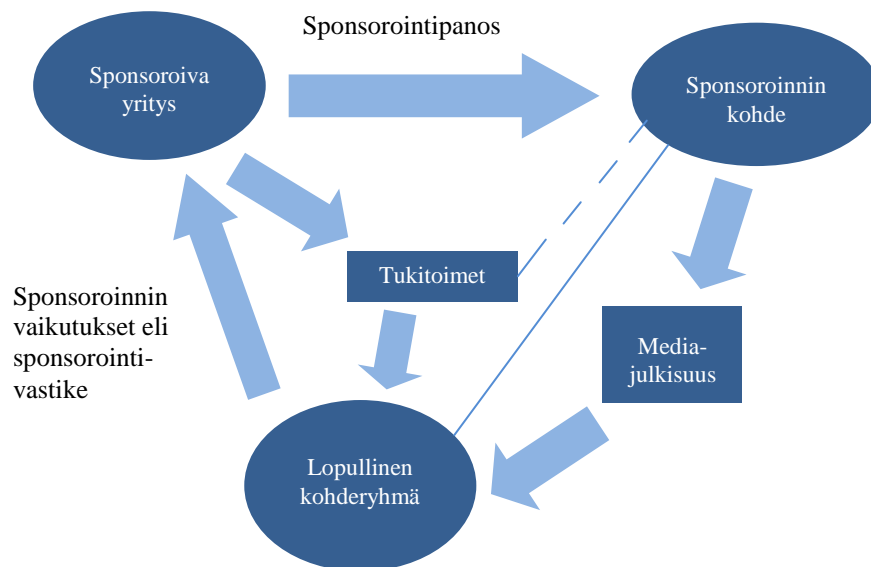 Sponsorointipanos
Sponsoroiva
yritys
Sponsoroinnin
kohde
Tukitoimet
Sponsoroinnin
vaikutukset eli
sponsorointi-
vastike
Media-
julkisuus
Lopullinen
kohderyhmä